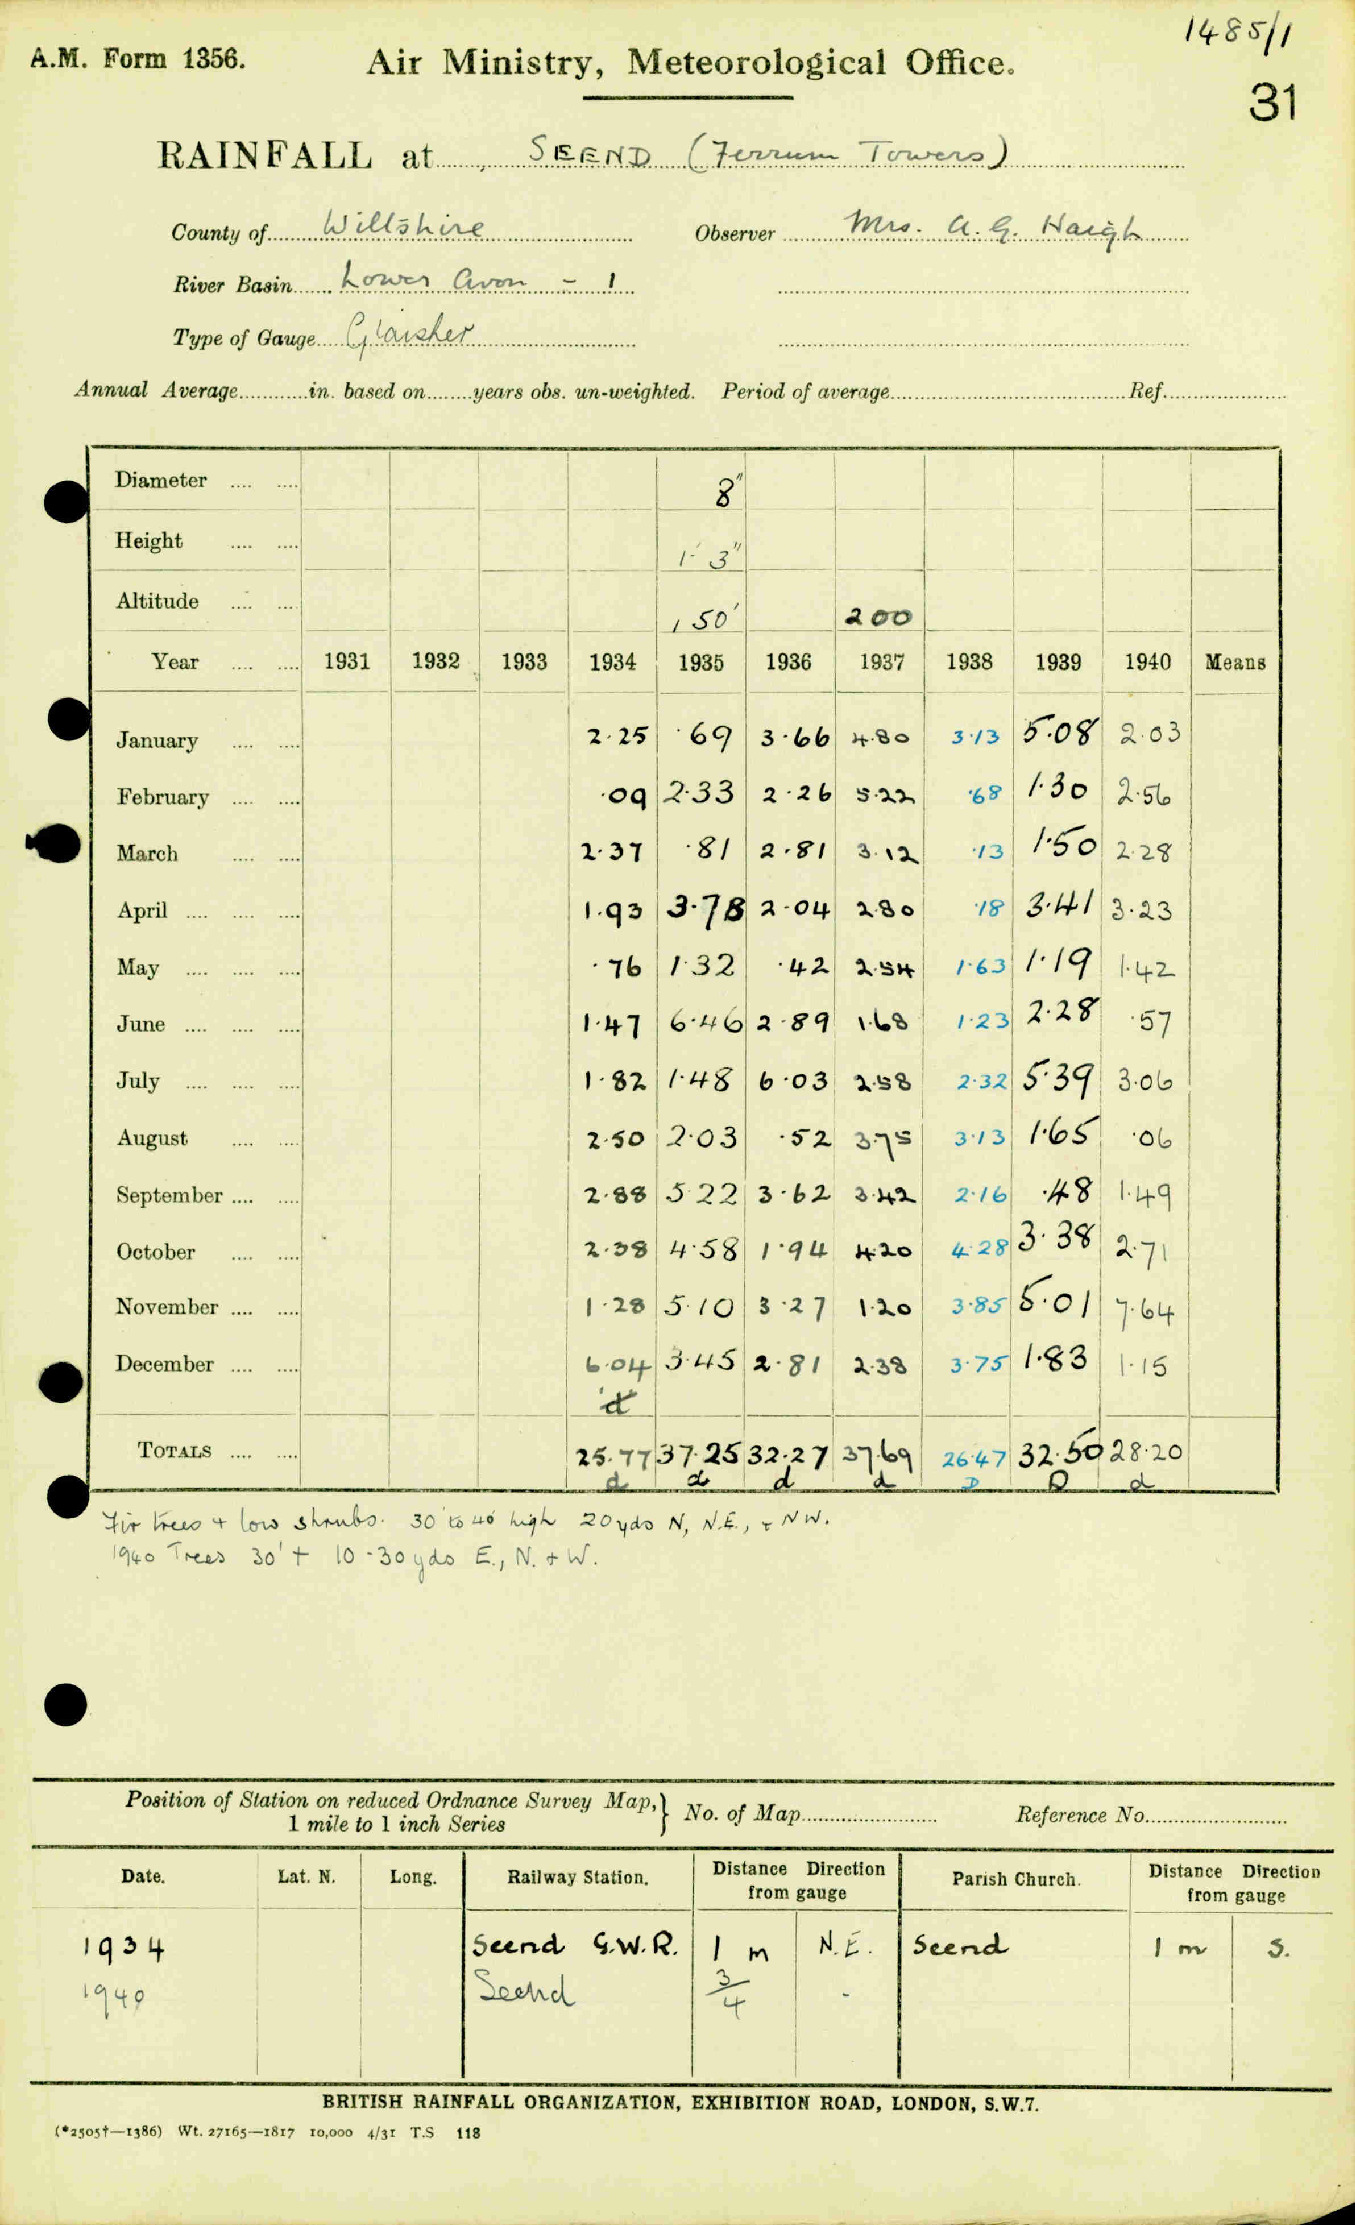 1485/1
A.M. Form 1356. Air Ministry, Meteorological Office.
31
RAINFALL at SEEND (Ferrum Towers)
County of Wiltshire Observer Mrs. A. G. Haigh
River Basin Lower Avon - 1
Type of Gauge Glaisher
Annual Average in. based on years obs. un-weighted. Period of average Ref.
Diameter 8"
Height 1' 3"
Altitude 150' 200
Year 1931 1932 1933 1934 1935 1936 1937 1938 1939 1940 Means
January 2.25 .69 3.66 4.80 3.13 5.08 2.03
February .09 2.33 2.26 5.22 .68 1.30 2.56
March 2.37 .81 2.81 3.12 .13 1.50 2.28
April 1.93 3.78 2.04 2.80 .18 3.41 3.23
May .76 1.32 .42 2.54 1.63 1.19 1.42
June 1.47 6.46 2.89 1.68 1.23 2.28 .57
July 1.82 1.48 6.03 2.58 2.32 5.39 3.06
August 2.50 2.03 .52 3.75 3.13 1.65 .06
September 2.88 5.22 3.62 3.42 2.16 .48 1.49
October 2.38 4.58 1.94 4.20 4.28 3.38 2.71
November 1.28 5.10 3.27 1.20 3.85 5.01 7.64
December 6.04 3.45 2.81 2.38 3.75 1.83 1.15
d
TOTALS 25.77 37.25 32.27 37.69 26.47 32.50 28.20
d d d d D D d
Fir trees + low shrubs. 30' to 40' high 20yds N, N.E., + NW.
1940 Trees 30'+ 10-30yds E., N. + W.
Position of Station on reduced Ordnance Survey Map, } No. of Map Reference No.
1 mile to 1 inch Series
Date. Lat. N. Long. Railway Station. Distance Direction from gauge Parish Church. Distance Direction from gauge
1934 Seend G.W.R. 1 m N.E. Seend 1 m S.
1940 Seend 3/4 -
BRITISH RAINFALL ORGANIZATION, EXHIBITION ROAD, LONDON, S.W.7.
(*2505†—1386) Wt. 27165—1817 10,000 4/31 T.S 118